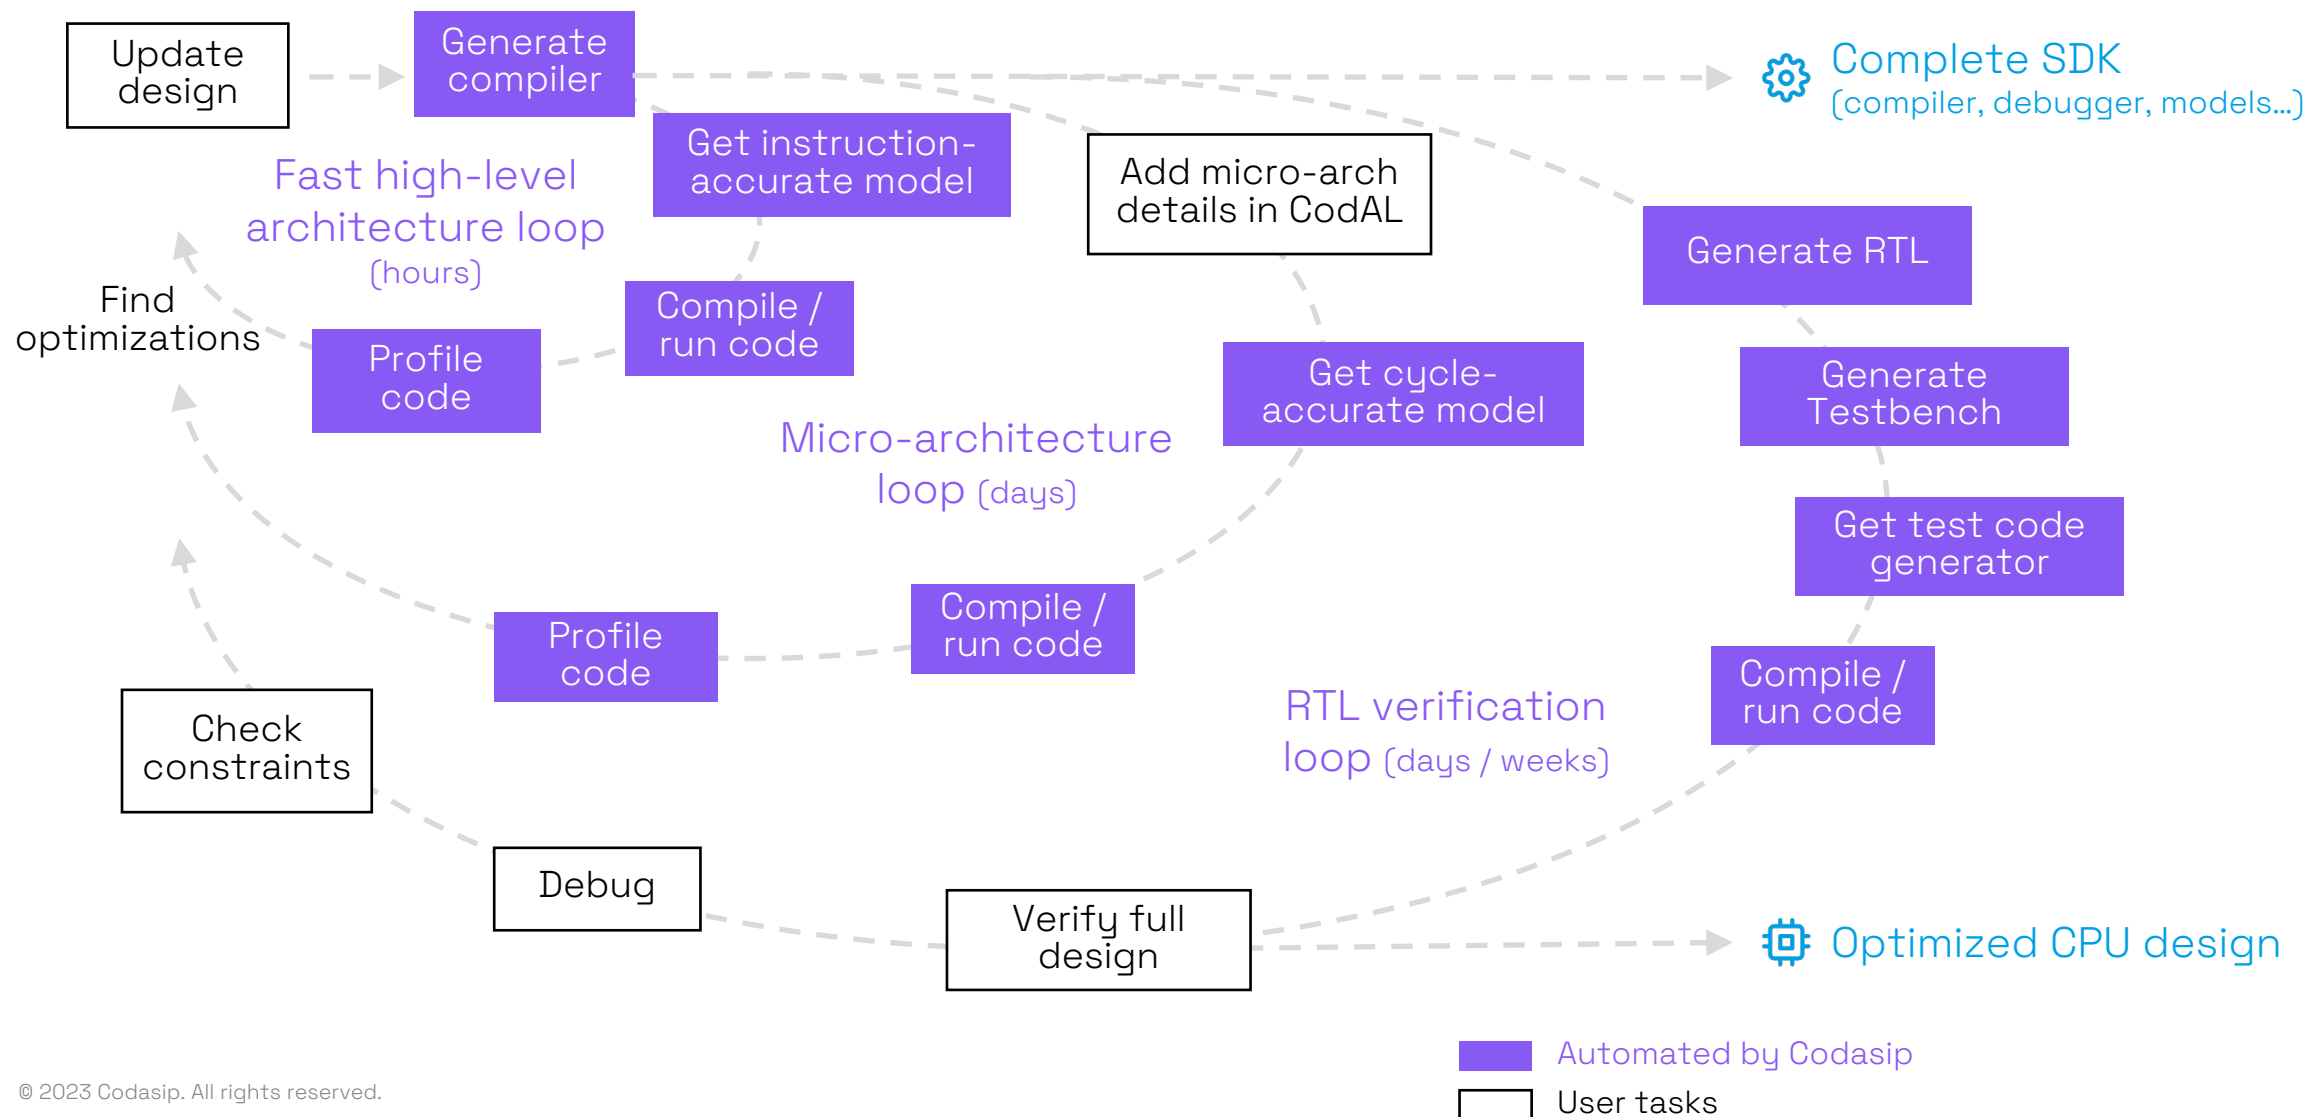 Update
design
Generate
compiler
Complete SDK
(compiler, debugger, models...)
Get instruction-
accurate model
Add micro-arch
details in CodAL
Fast high-level
architecture loop
(hours)
Generate RTL
Find
optimizations
Compile /
run code
Profile
code
Get cycle-
accurate model
Generate
Testbench
Micro-architecture
loop (days)
Get test code
generator
Profile
code
Compile /
run code
Compile /
run code
RTL verification
loop (days / weeks)
Check
constraints
Debug
Verify full
design
Optimized CPU design
Automated by Codasip
User tasks
© 2023 Codasip. All rights reserved.